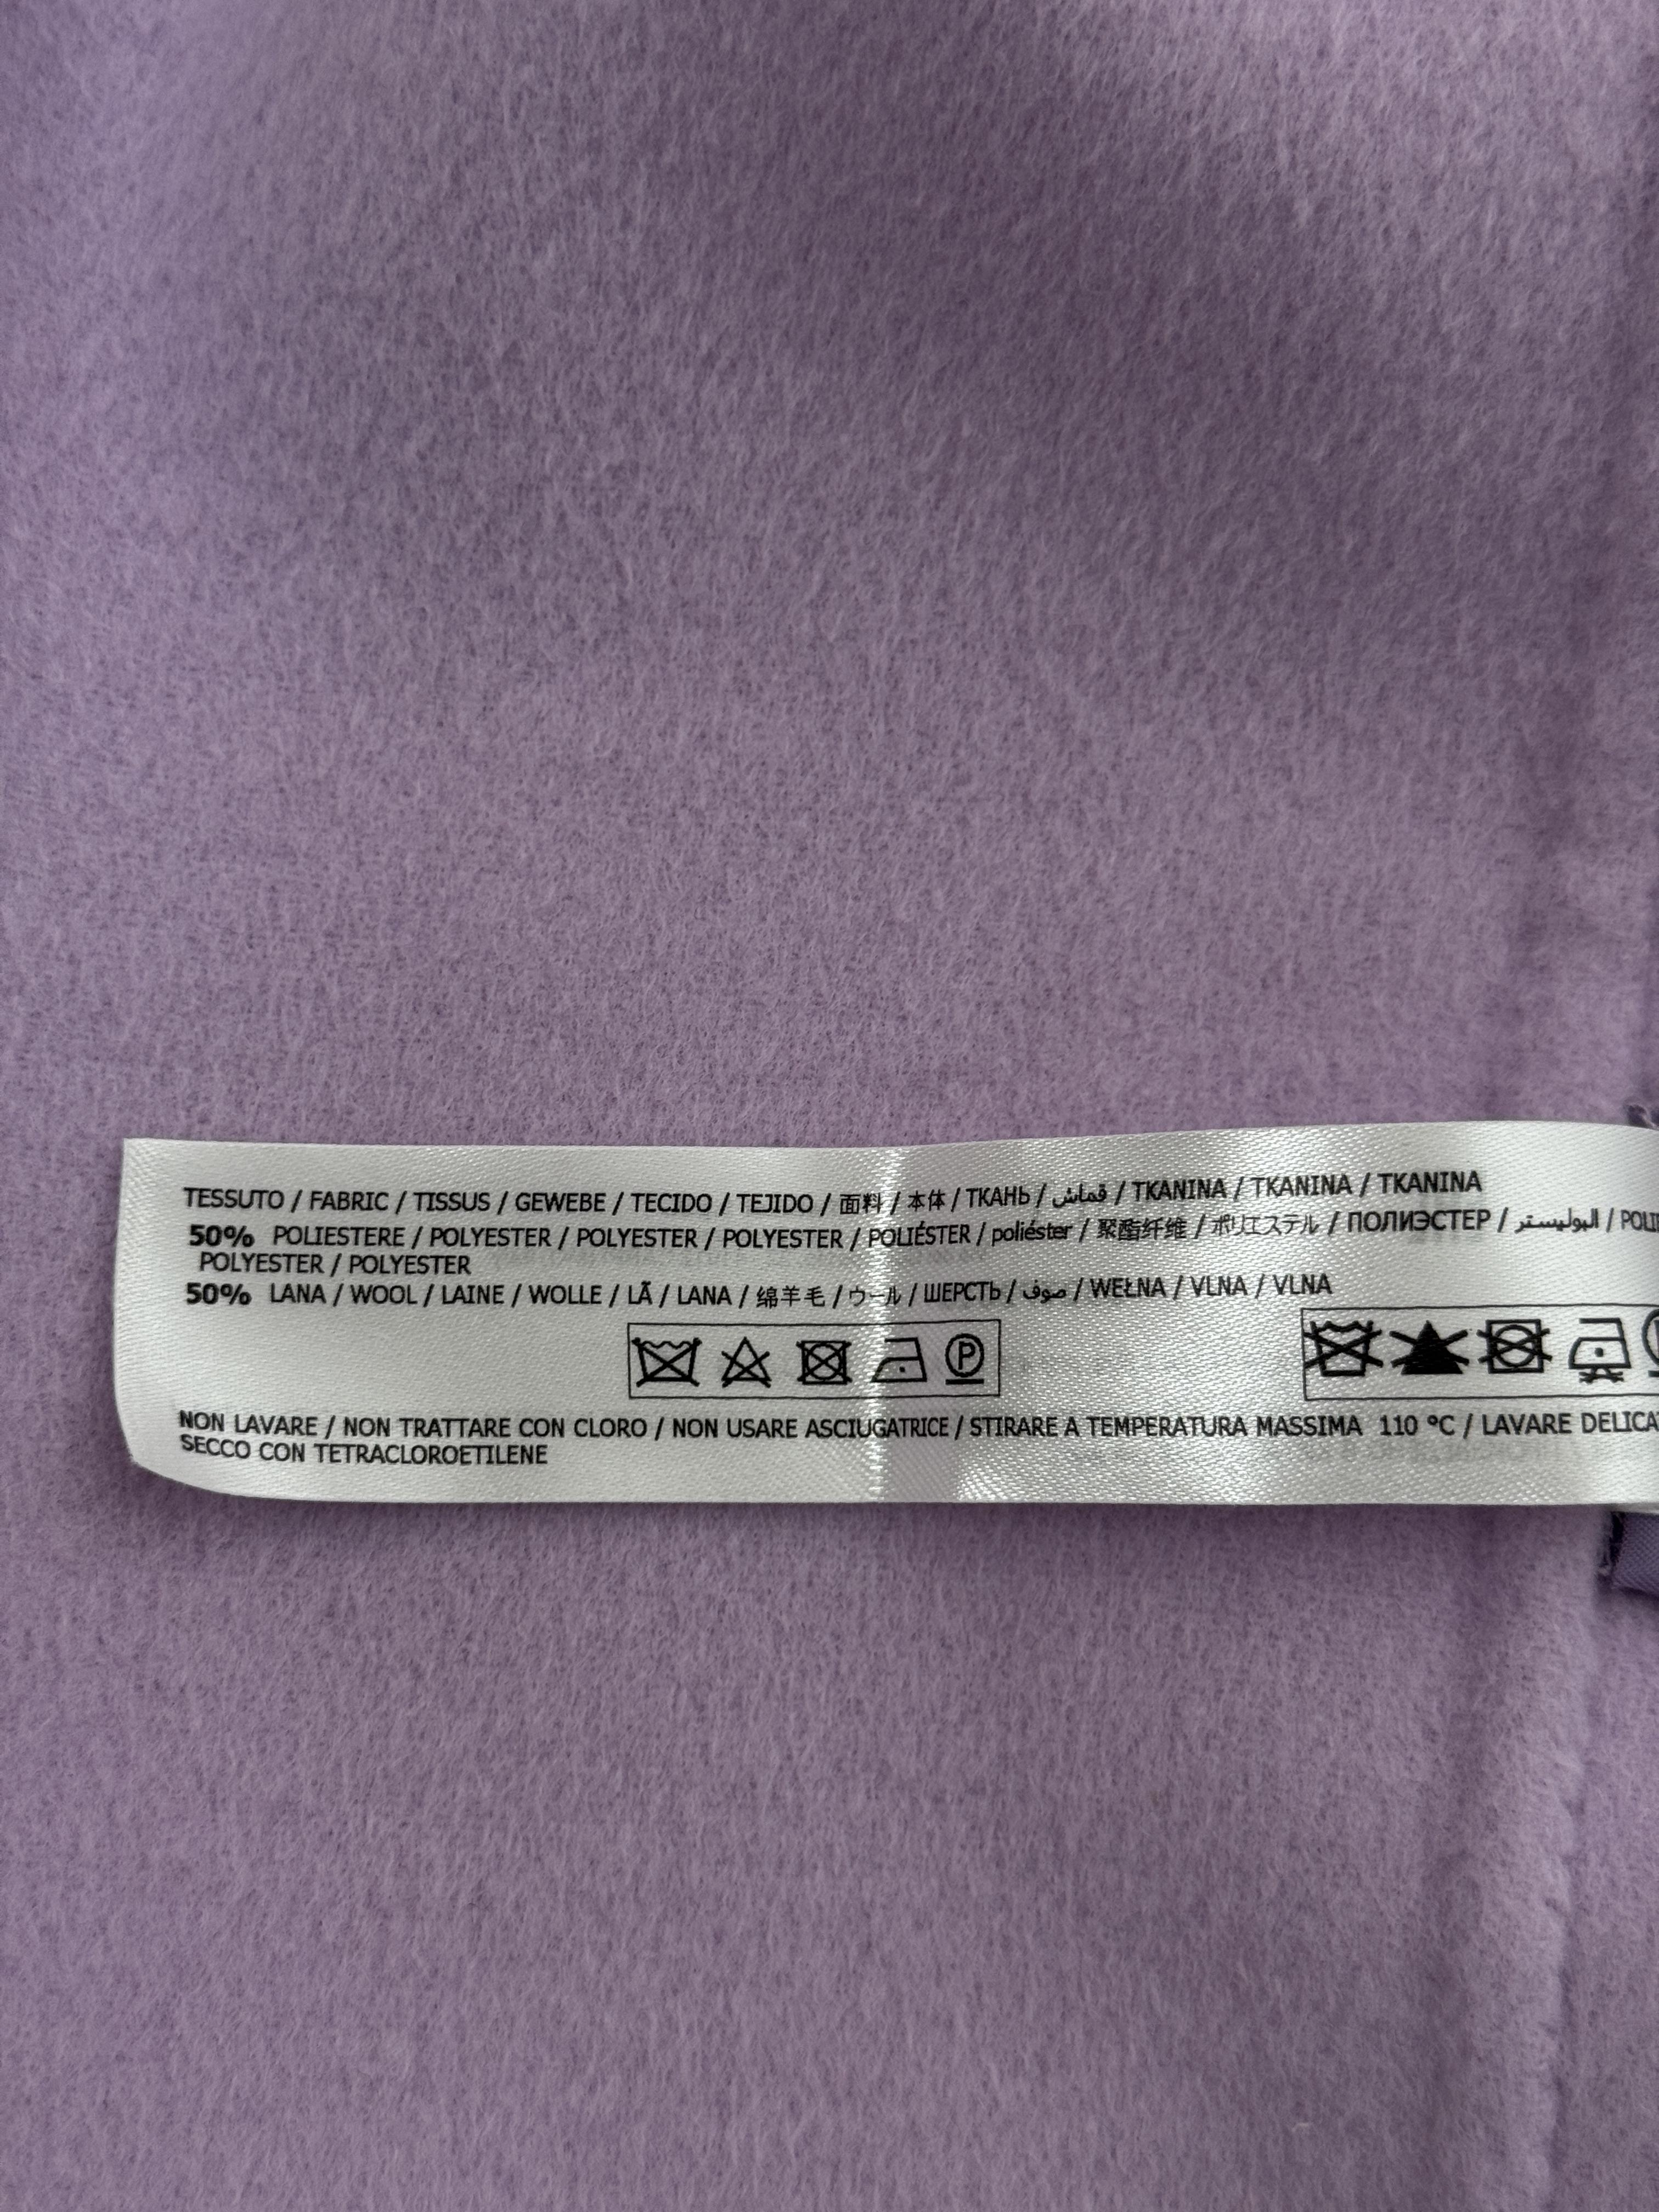 TESSUTO / FABRIC / TISSUS / GEWEBE / TECIDO / TEJIDO / 面料 / 本体 / ТКАНЬ / قماش / TKANINA / TKANINA / TKANINA
50% POLIESTERE / POLYESTER / POLYESTER / POLYESTER / POLIÉSTER / poliéster / 聚酯纤维 / ポリエステル / ПОЛИЭСТЕР / البوليستر /
POLYESTER / POLYESTER
50% LANA / WOOL / LAINE / WOLLE / LÃ / LANA / 绵羊毛 / ウール / ШЕРСТЬ / صوف / WEŁNA / VLNA / VLNA
P
NON LAVARE / NON TRATTARE CON CLORO / NON USARE ASCIUGATRICE / STIRARE A TEMPERATURA MASSIMA 110 °C / LAVARE
SECCO CON TETRACLOROETILENE